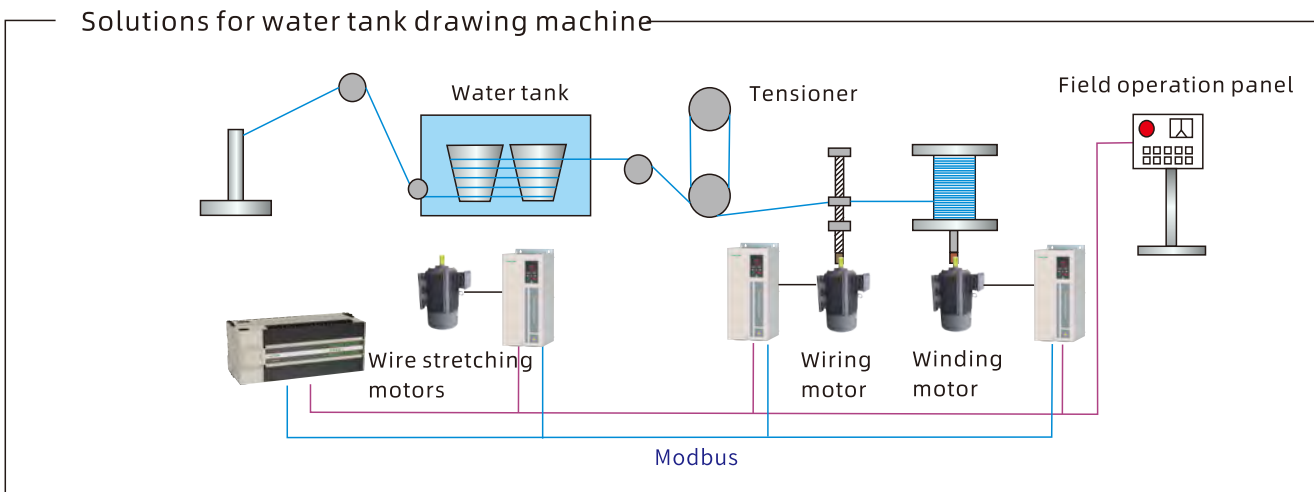 Solutions for water tank drawing machine
Water tank
Tensioner
Field operation panel
Wire stretching
motors
Wiring
motor
Winding
motor
Modbus